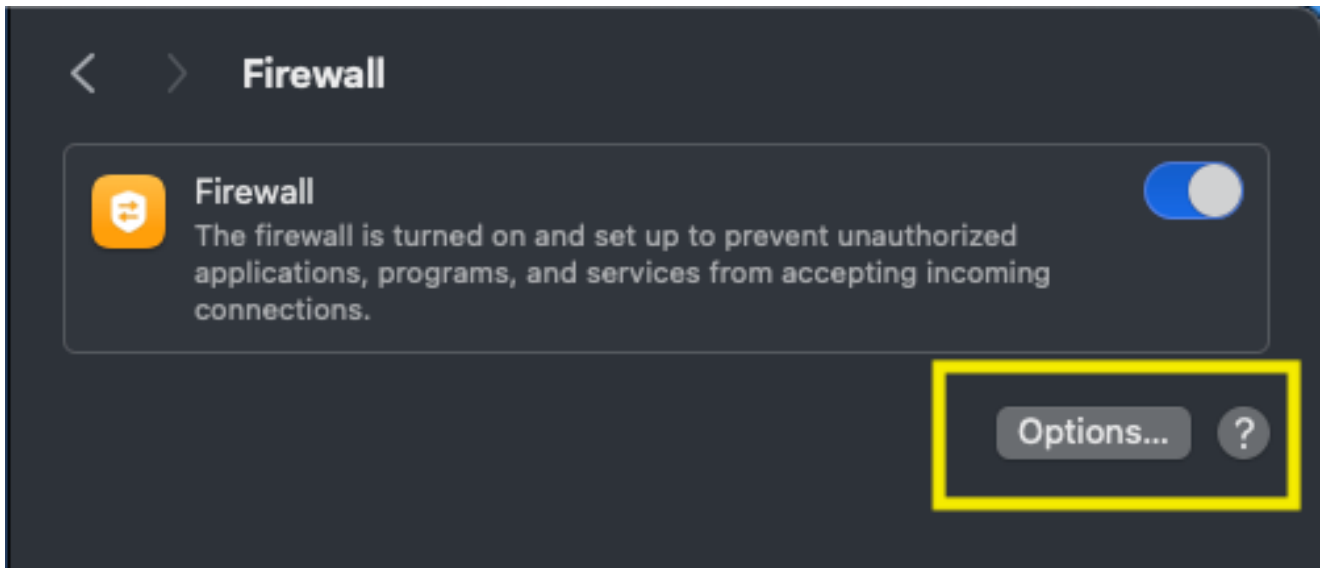 Firewall
Firewall
The firewall is turned on and set up to prevent unauthorized
applications, programs, and services from accepting incoming
connections.
Options... ?